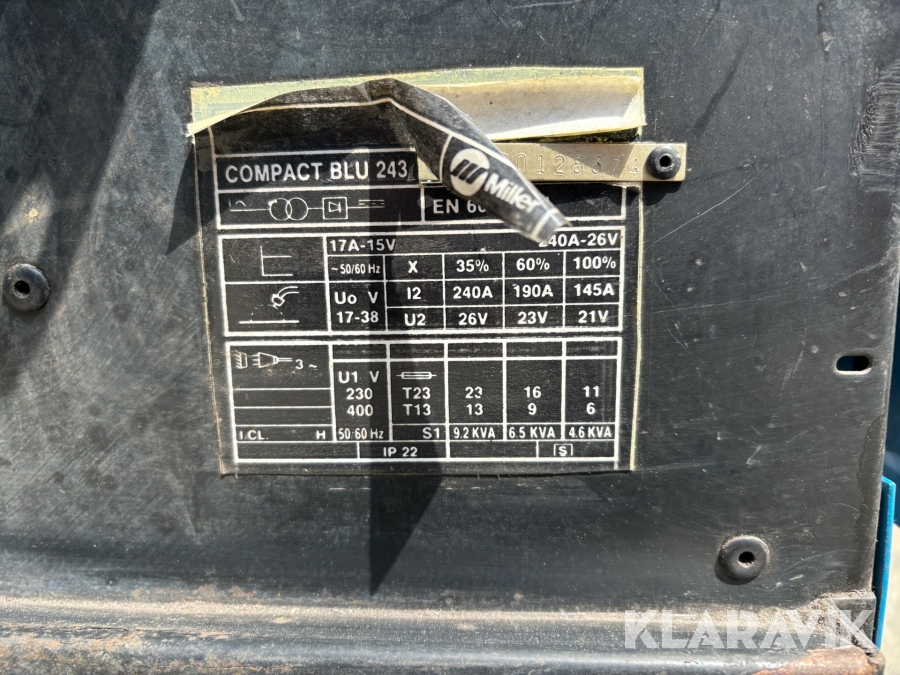 COMPACT BLU 243
0128374
Miller
EN 60
17A-15V 240A-26V
~50/60 Hz X 35% 60% 100%
Uo V I2 240A 190A 145A
17-38 U2 26V 23V 21V
3~ U1 V
230 T23 23 16 11
400 T13 13 9 6
I.CL. H 50/60 Hz S1 9.2 KVA 6.5 KVA 4.6 KVA
IP 22 S
KLARAVIK